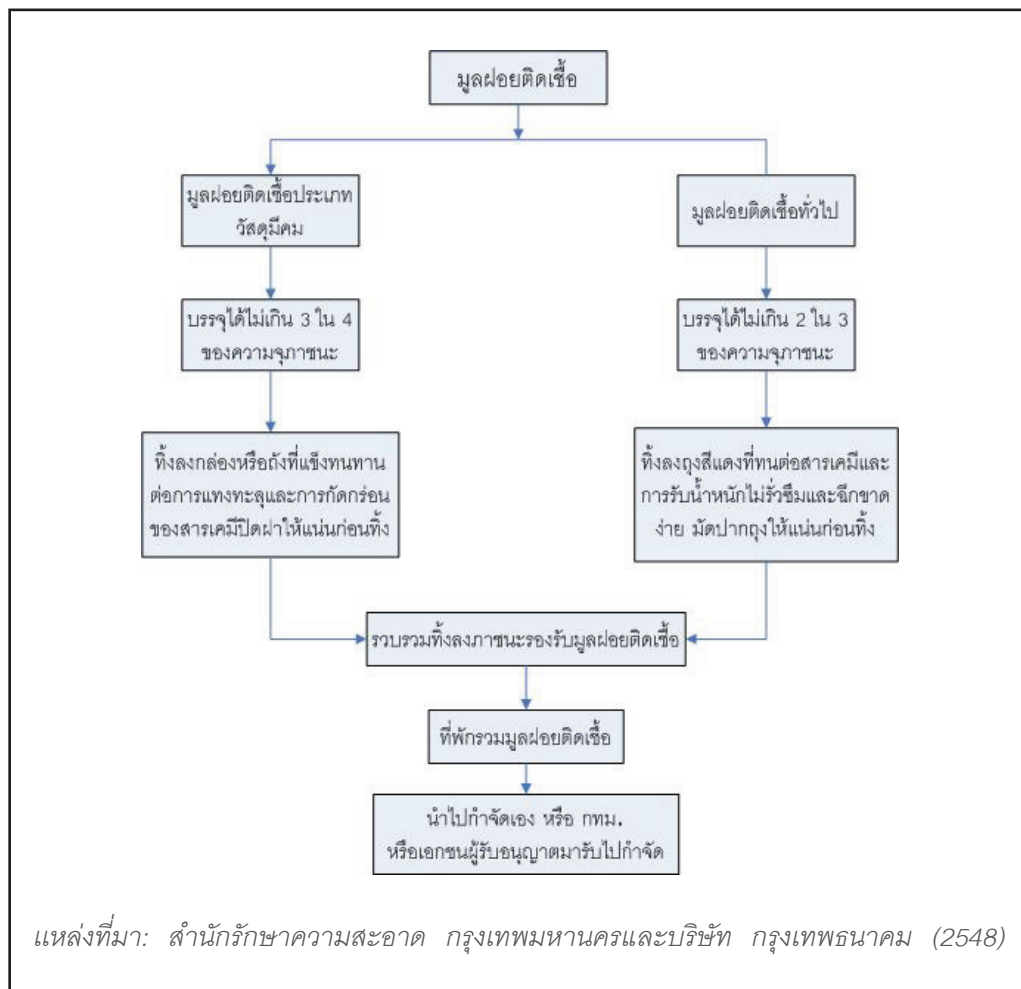 มูลฝอยติดเชื้อ
มูลฝอยติดเชื้อประเภท
วัสดุมีคม
มูลฝอยติดเชื้อทั่วไป
บรรจุได้ไม่เกิน 3 ใน 4
ของความจุภาชนะ
บรรจุได้ไม่เกิน 2 ใน 3
ของความจุภาชนะ
ทิ้งลงกล่องหรือถังที่แข็งทนทาน
ต่อการแทงทะลุและการกัดกร่อน
ของสารเคมีปิดฝาให้แน่นก่อนทิ้ง
ทิ้งลงถุงสีแดงที่ทนต่อสารเคมีและ
การรับน้ำหนักไม่รั่วซึมและฉีกขาด
ง่าย มัดปากถุงให้แน่นก่อนทิ้ง
รวบรวมทิ้งลงภาชนะรองรับมูลฝอยติดเชื้อ
ที่พักรวมมูลฝอยติดเชื้อ
นำไปกำจัดเอง หรือ กทม.
หรือเอกชนผู้รับอนุญาตมารับไปกำจัด
แหล่งที่มา: สำนักรักษาความสะอาด กรุงเทพมหานครและบริษัท กรุงเทพธนาคม (2548)